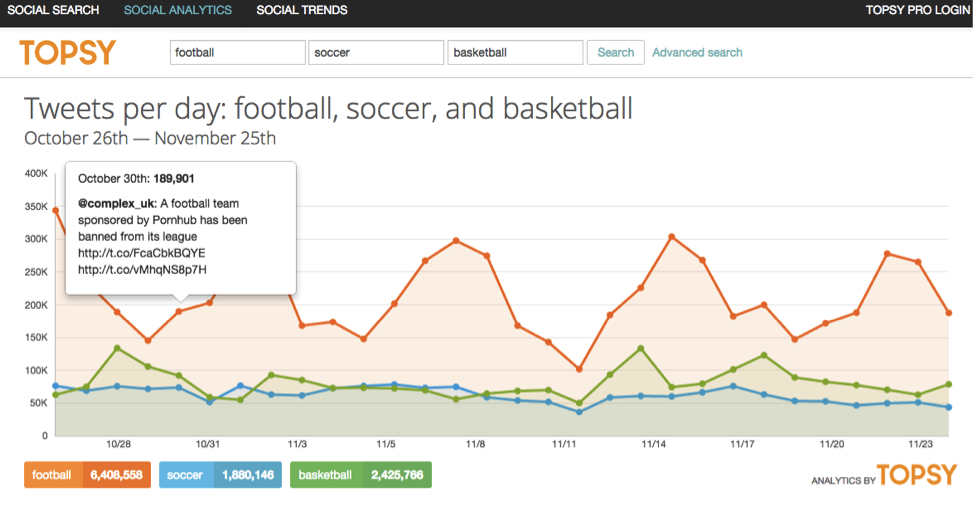 SOCIAL SEARCH SOCIAL ANALYTICS SOCIAL TRENDS TOPSY PRO LOGIN
TOPSY football soccer basketball Search Advanced search
Tweets per day: football, soccer, and basketball
October 26th — November 25th
400K
350K
300K
250K
200K
150K
100K
50K
0
October 30th: 189,901
@complex_uk: A football team
sponsored by Pornhub has been
banned from its league
http://t.co/FcaCbkBQYE
http://t.co/vMhqNS8p7H
10/28 10/31 11/3 11/5 11/8 11/11 11/14 11/17 11/20 11/23
football 6,408,558 soccer 1,880,146 basketball 2,425,766
ANALYTICS BY TOPSY